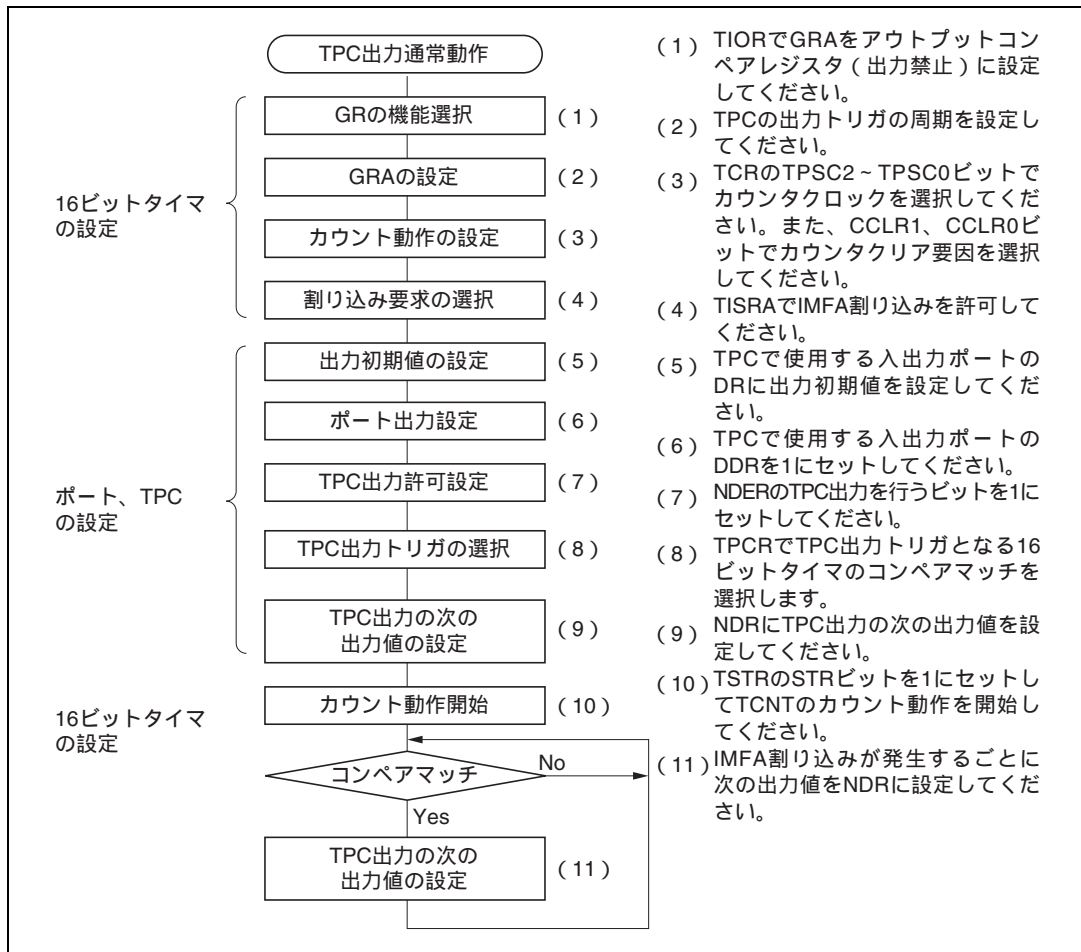 TPC出力通常動作
16ビットタイマ
の設定
GRの機能選択
(1)
GRAの設定
(2)
カウント動作の設定
(3)
割り込み要求の選択
(4)
ポート、TPC
の設定
出力初期値の設定
(5)
ポート出力設定
(6)
TPC出力許可設定
(7)
TPC出力トリガの選択
(8)
TPC出力の次の
出力値の設定
(9)
16ビットタイマ
の設定
カウント動作開始
(10)
コンペアマッチ
No
Yes
TPC出力の次の
出力値の設定
(11)
(1) TIORでGRAをアウトプットコン
ペアレジスタ(出力禁止)に設定
してください。
(2) TPCの出力トリガの周期を設定し
てください。
(3) TCRのTPSC2~TPSC0ビットで
カウンタクロックを選択してくだ
さい。また、CCLR1、CCLR0ビ
ットでカウンタクリア要因を選択
してください。
(4) TISRAでIMFA割り込みを許可して
ください。
(5) TPCで使用する入出力ポートの
DRに出力初期値を設定してくだ
さい。
(6) TPCで使用する入出力ポートの
DDRを1にセットしてください。
(7) NDERのTPC出力を行うビットを1に
セットしてください。
(8) TPCRでTPC出力トリガとなる16
ビットタイマのコンペアマッチを
選択します。
(9) NDRにTPC出力の次の出力値を設
定してください。
(10) TSTRのSTRビットを1にセットし
てTCNTのカウント動作を開始し
てください。
(11) IMFA割り込みが発生するごとに
次の出力値をNDRに設定してくだ
さい。